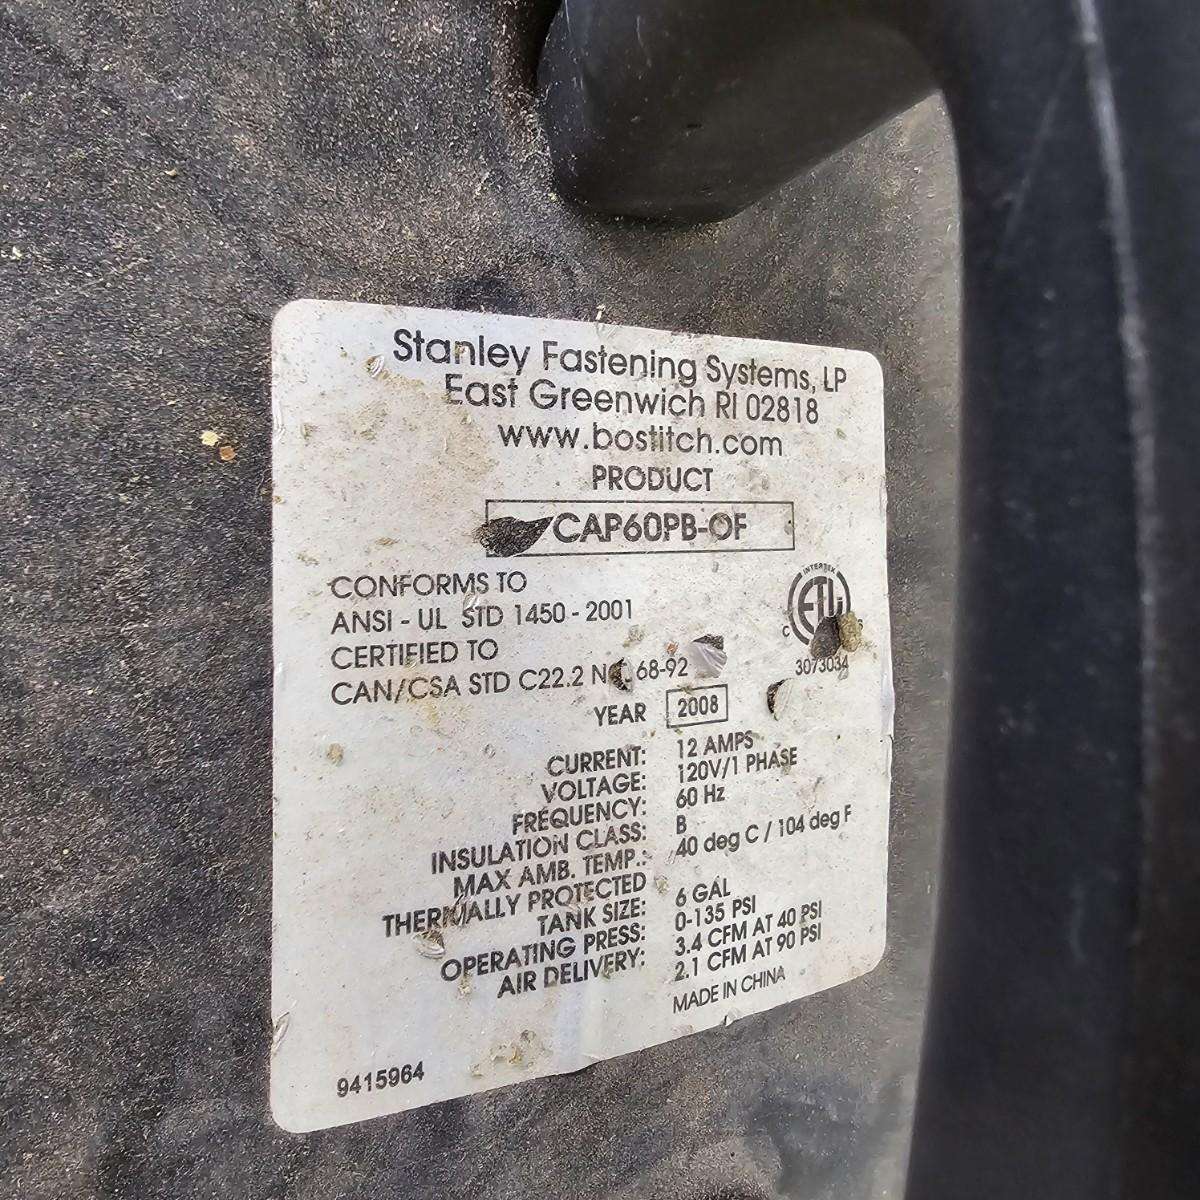 Stanley Fastening Systems, LP
East Greenwich RI 02818
www.bostitch.com
PRODUCT
CAP60PB-OF
CONFORMS TO
ANSI - UL STD 1450 - 2001
CERTIFIED TO
CAN/CSA STD C22.2 NO. 68-92
INTERTEK
ETL
C US
3073034
YEAR 2008
CURRENT: 12 AMPS
VOLTAGE: 120V/1 PHASE
FREQUENCY: 60 Hz
INSULATION CLASS: B
MAX AMB. TEMP.: 40 deg C / 104 deg F
THERMALLY PROTECTED
TANK SIZE: 6 GAL
OPERATING PRESS: 0-135 PSI
AIR DELIVERY: 3.4 CFM AT 40 PSI
2.1 CFM AT 90 PSI
MADE IN CHINA
9415964